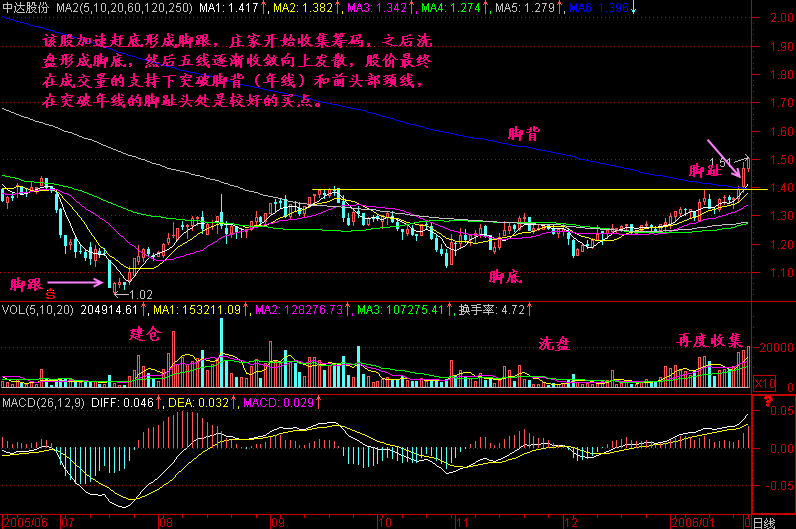 中达股份 MA2(5,10,20,60,120,250) MA1: 1.417↑, MA2: 1.382↑, MA3: 1.342↑, MA4: 1.274↑, MA5: 1.279↑, MA6: 1.396↓
2.00
该股加速赶底形成脚跟，庄家开始收集筹码，之后洗
盘形成脚底，然后五线逐渐收敛向上发散，股价最终
在成交量的支持下突破脚背（年线）和前头部颈线，
在突破年线的脚趾头处是较好的买点。
1.90
1.80
1.70
1.60
脚背
1.51
1.50
脚趾
1.40
1.30
1.20
脚底
1.10
脚跟
1.02
VOL(5,10,20) 204914.61↑, MA1: 153211.09↑, MA2: 128276.73↑, MA3: 107275.41↑, 换手率: 4.72↑
建仓
洗盘
再度收集
20000
10000
X10
MACD(26,12,9) DIFF: 0.046↑, DEA: 0.032↑, MACD: 0.029↑
?
0.05
0.00
-0.05
2005/06
07
08
09
10
11
12
2006/01
日线